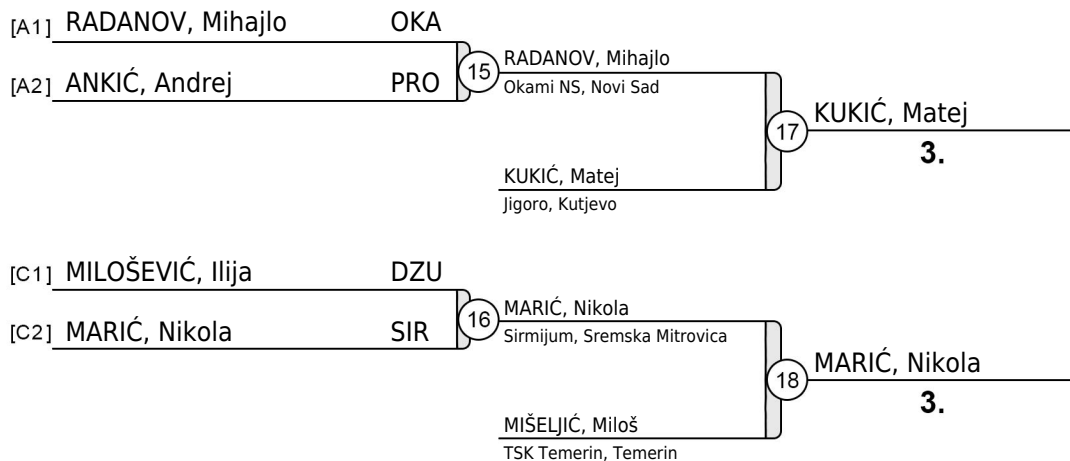 [A1] RADANOV, Mihajlo OKA
[A2] ANKIĆ, Andrej PRO
15
RADANOV, Mihajlo
Okami NS, Novi Sad
17
KUKIĆ, Matej
3.
KUKIĆ, Matej
Jigoro, Kutjevo
[C1] MILOŠEVIĆ, Ilija DZU
[C2] MARIĆ, Nikola SIR
16
MARIĆ, Nikola
Sirmijum, Sremska Mitrovica
18
MARIĆ, Nikola
3.
MIŠELJIĆ, Miloš
TSK Temerin, Temerin